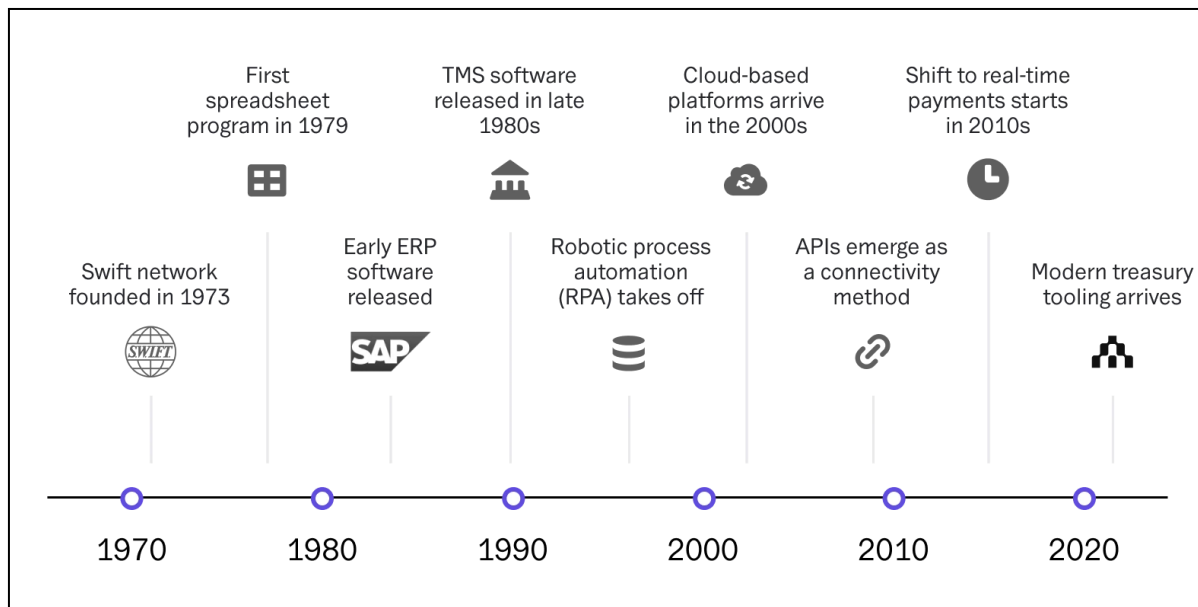 First
spreadsheet
program in 1979
TMS software
released in late
1980s
Cloud-based
platforms arrive
in the 2000s
Shift to real-time
payments starts
in 2010s
Swift network
founded in 1973
SWIFT
Early ERP
software
released
SAP
Robotic process
automation
(RPA) takes off
APIs emerge as
a connectivity
method
Modern treasury
tooling arrives
1970
1980
1990
2000
2010
2020